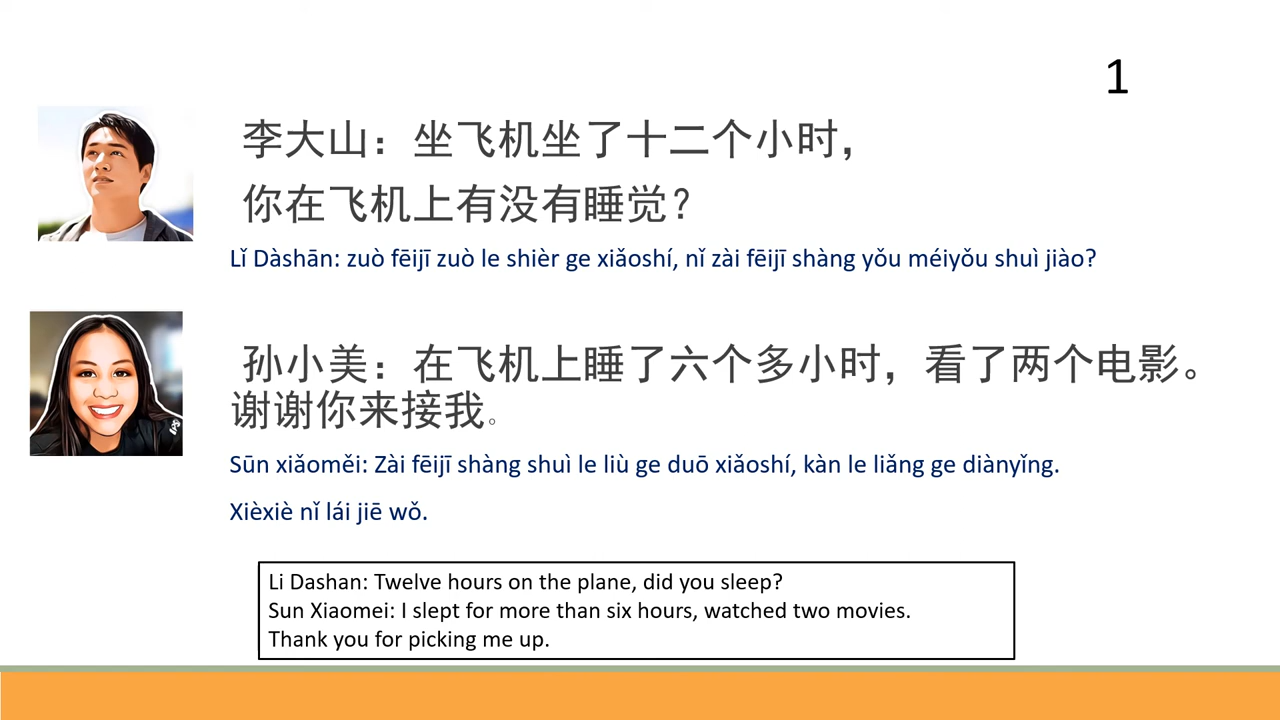 1
李大山：坐飞机坐了十二个小时，
你在飞机上有没有睡觉？
Lǐ Dàshān: zuò fēijī zuò le shièr ge xiǎoshí, nǐ zài fēijī shàng yǒu méiyǒu shuì jiào?
孙小美：在飞机上睡了六个多小时，看了两个电影。
谢谢你来接我。
Sūn xiǎoměi: Zài fēijī shàng shuì le liù ge duō xiǎoshí, kàn le liǎng ge diànyǐng.
Xièxiè nǐ lái jiē wǒ.
Li Dashan: Twelve hours on the plane, did you sleep?
Sun Xiaomei: I slept for more than six hours, watched two movies.
Thank you for picking me up.